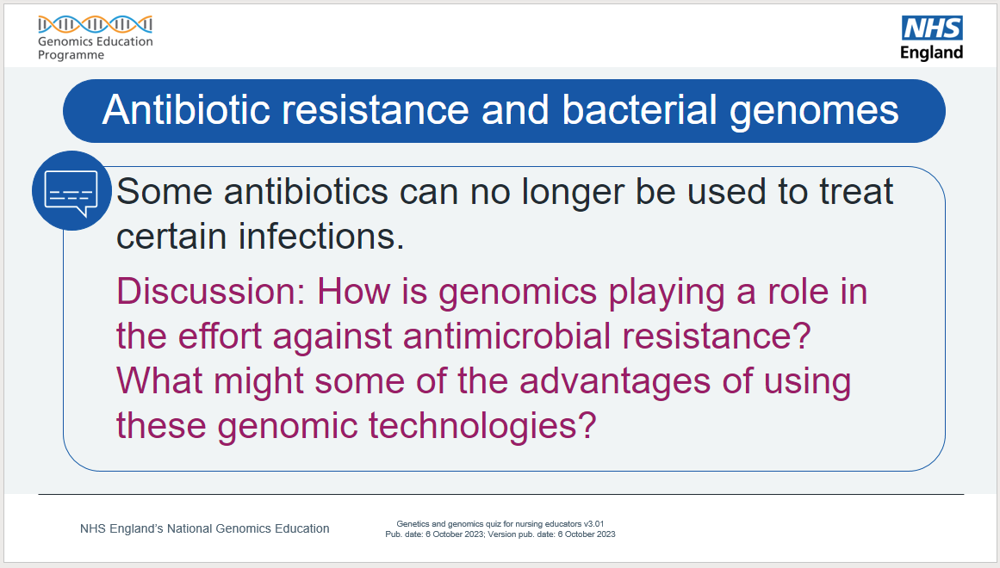 Genomics Education
Programme
NHS
England
Antibiotic resistance and bacterial genomes
Some antibiotics can no longer be used to treat
certain infections.
Discussion: How is genomics playing a role in
the effort against antimicrobial resistance?
What might some of the advantages of using
these genomic technologies?
NHS England's National Genomics Education
Genetics and genomics quiz for nursing educators v3.01
Pub. date: 6 October 2023; Version pub. date: 6 October 2023